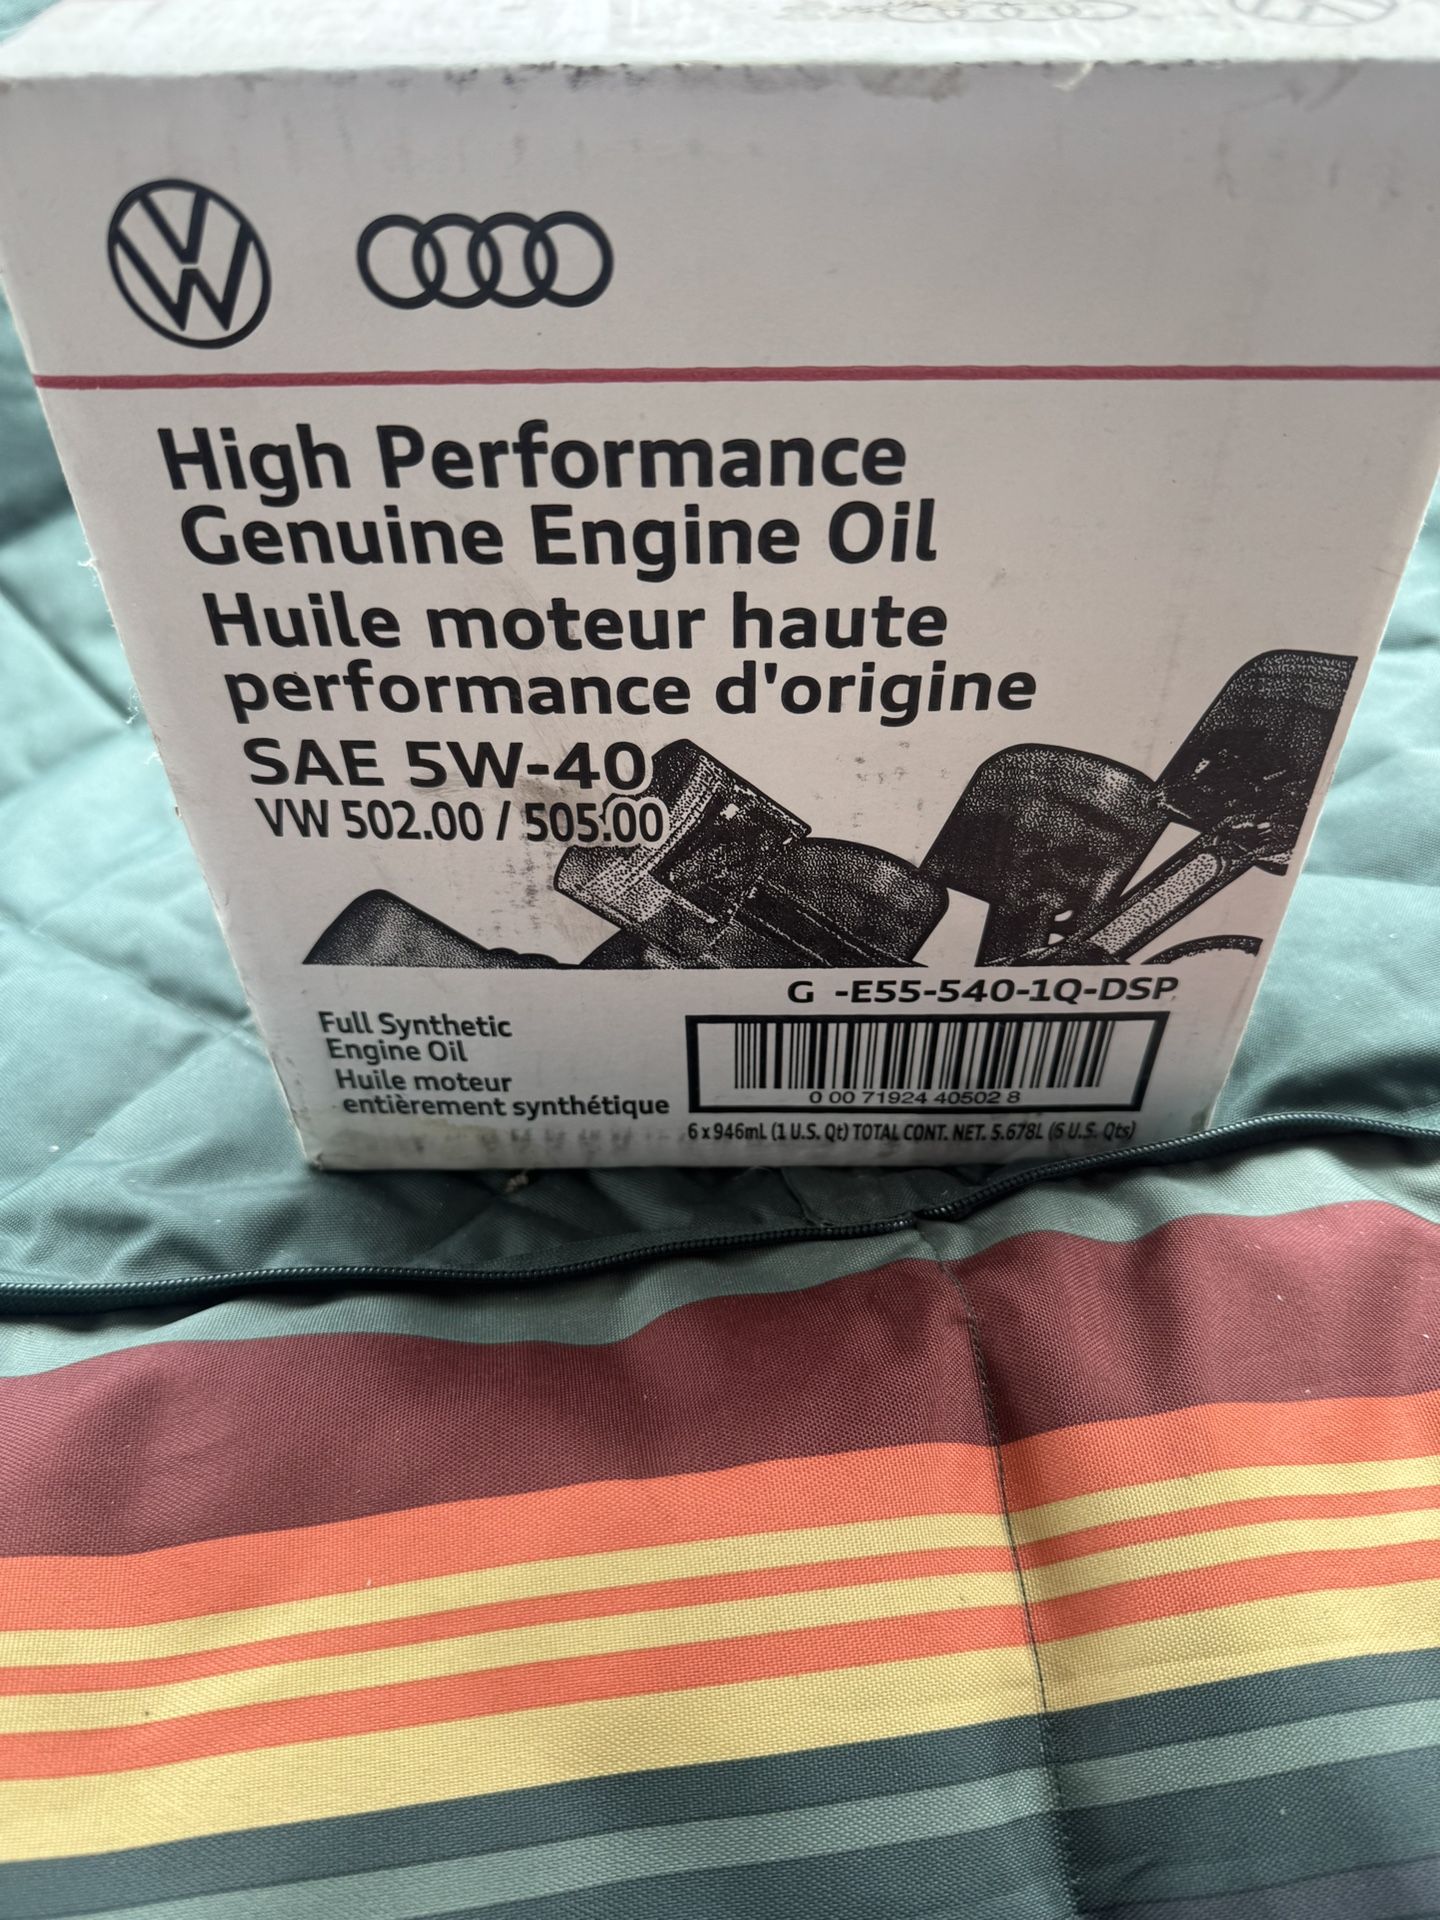 High Performance
Genuine Engine Oil
Huile moteur haute
performance d'origine
SAE 5W-40
VW 502.00 / 505.00
G -E55-540-1Q-DSP
Full Synthetic
Engine Oil
Huile moteur
entièrement synthétique
0 00 71924 40502 8
6 x 946mL (1 U.S. Qt) TOTAL CONT. NET. 5.678L (6 U.S. Qts)